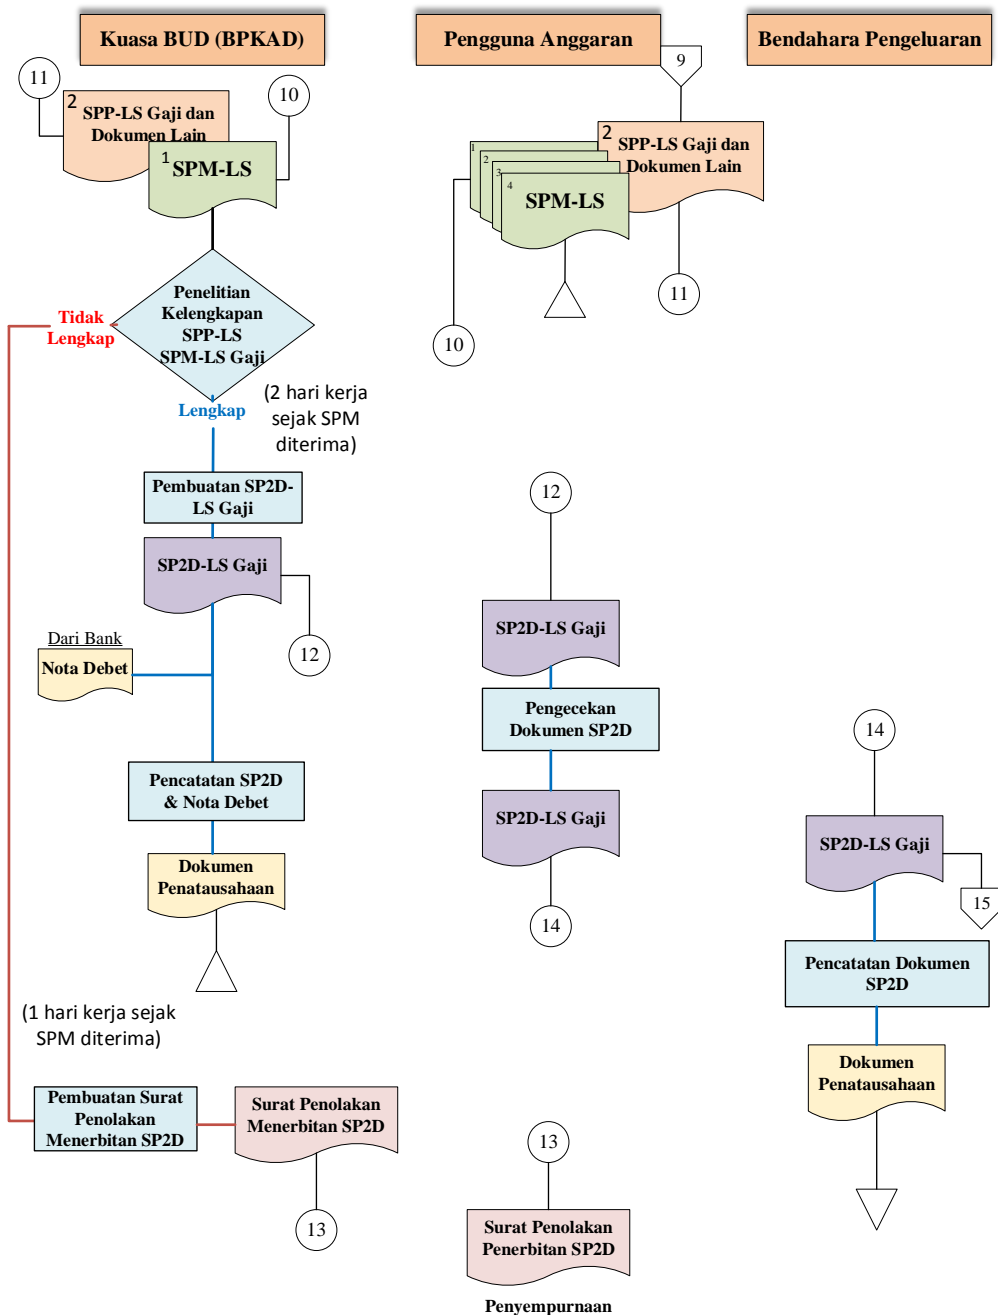 Kuasa BUD (BPKAD)
Pengguna Anggaran
Bendahara Pengeluaran
11
2
SPP-LS Gaji dan
Dokumen Lain
10
1
SPM-LS
Penelitian
Kelengkapan
SPP-LS
SPM-LS Gaji
Tidak
Lengkap
Lengkap
(2 hari kerja
sejak SPM
diterima)
Pembuatan SP2D-
LS Gaji
SP2D-LS Gaji
12
Dari Bank
Nota Debet
Pencatatan SP2D
& Nota Debet
Dokumen
Penatausahaan
(1 hari kerja sejak
SPM diterima)
Pembuatan Surat
Penolakan
Menerbitan SP2D
Surat Penolakan
Menerbitan SP2D
13
9
2
SPP-LS Gaji dan
Dokumen Lain
1
2
3
4
SPM-LS
10
11
12
SP2D-LS Gaji
Pengecekan
Dokumen SP2D
SP2D-LS Gaji
14
13
Surat Penolakan
Penerbitan SP2D
Penyempurnaan
14
SP2D-LS Gaji
15
Pencatatan Dokumen
SP2D
Dokumen
Penatausahaan